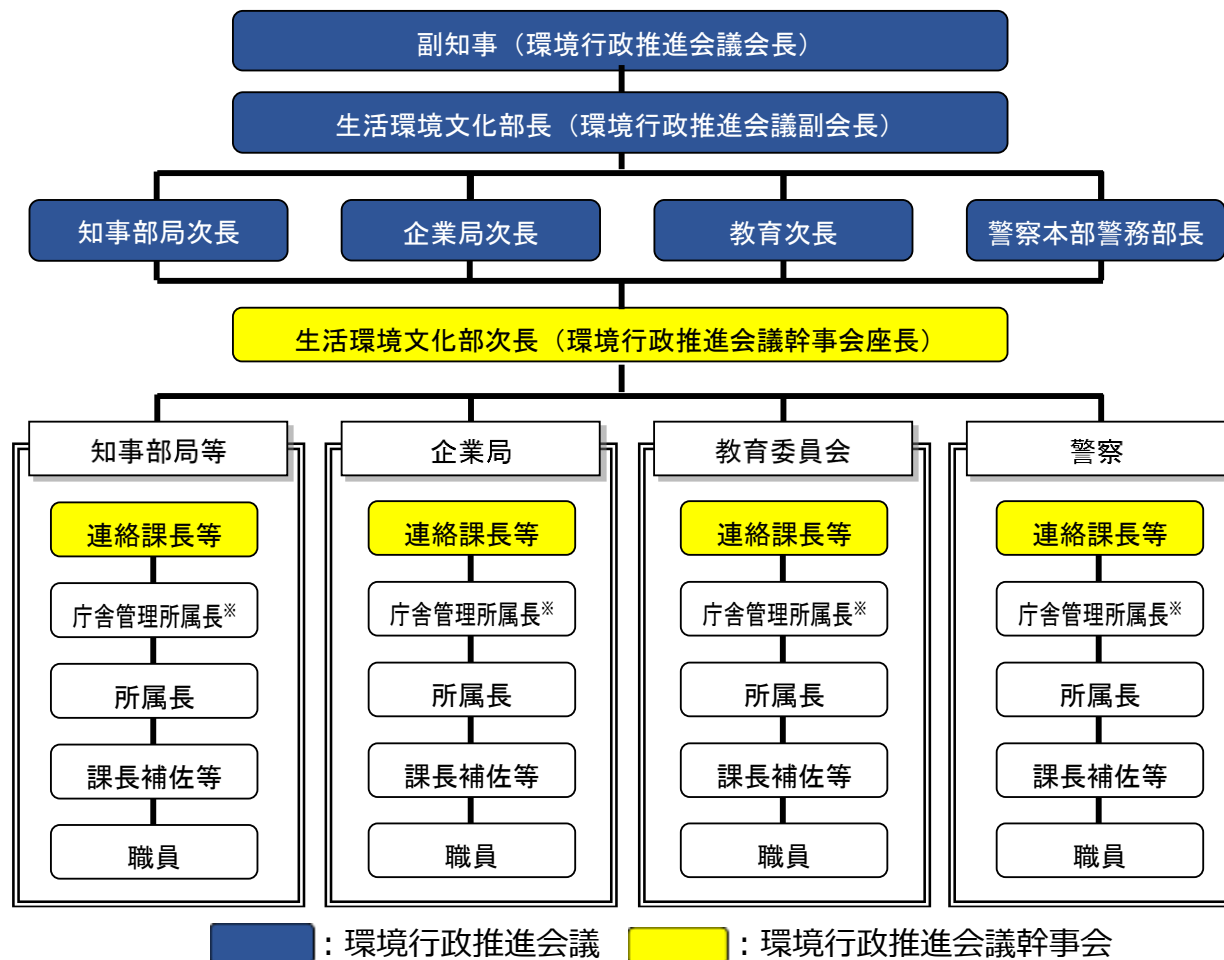 副知事（環境行政推進会議会長）
生活環境文化部長（環境行政推進会議副会長）
知事部局次長
企業局次長
教育次長
警察本部警務部長
生活環境文化部次長（環境行政推進会議幹事会座長）
知事部局等
企業局
教育委員会
警察
連絡課長等
連絡課長等
連絡課長等
連絡課長等
庁舎管理所属長※
庁舎管理所属長※
庁舎管理所属長※
庁舎管理所属長※
所属長
所属長
所属長
所属長
課長補佐等
課長補佐等
課長補佐等
課長補佐等
職員
職員
職員
職員
：環境行政推進会議
：環境行政推進会議幹事会